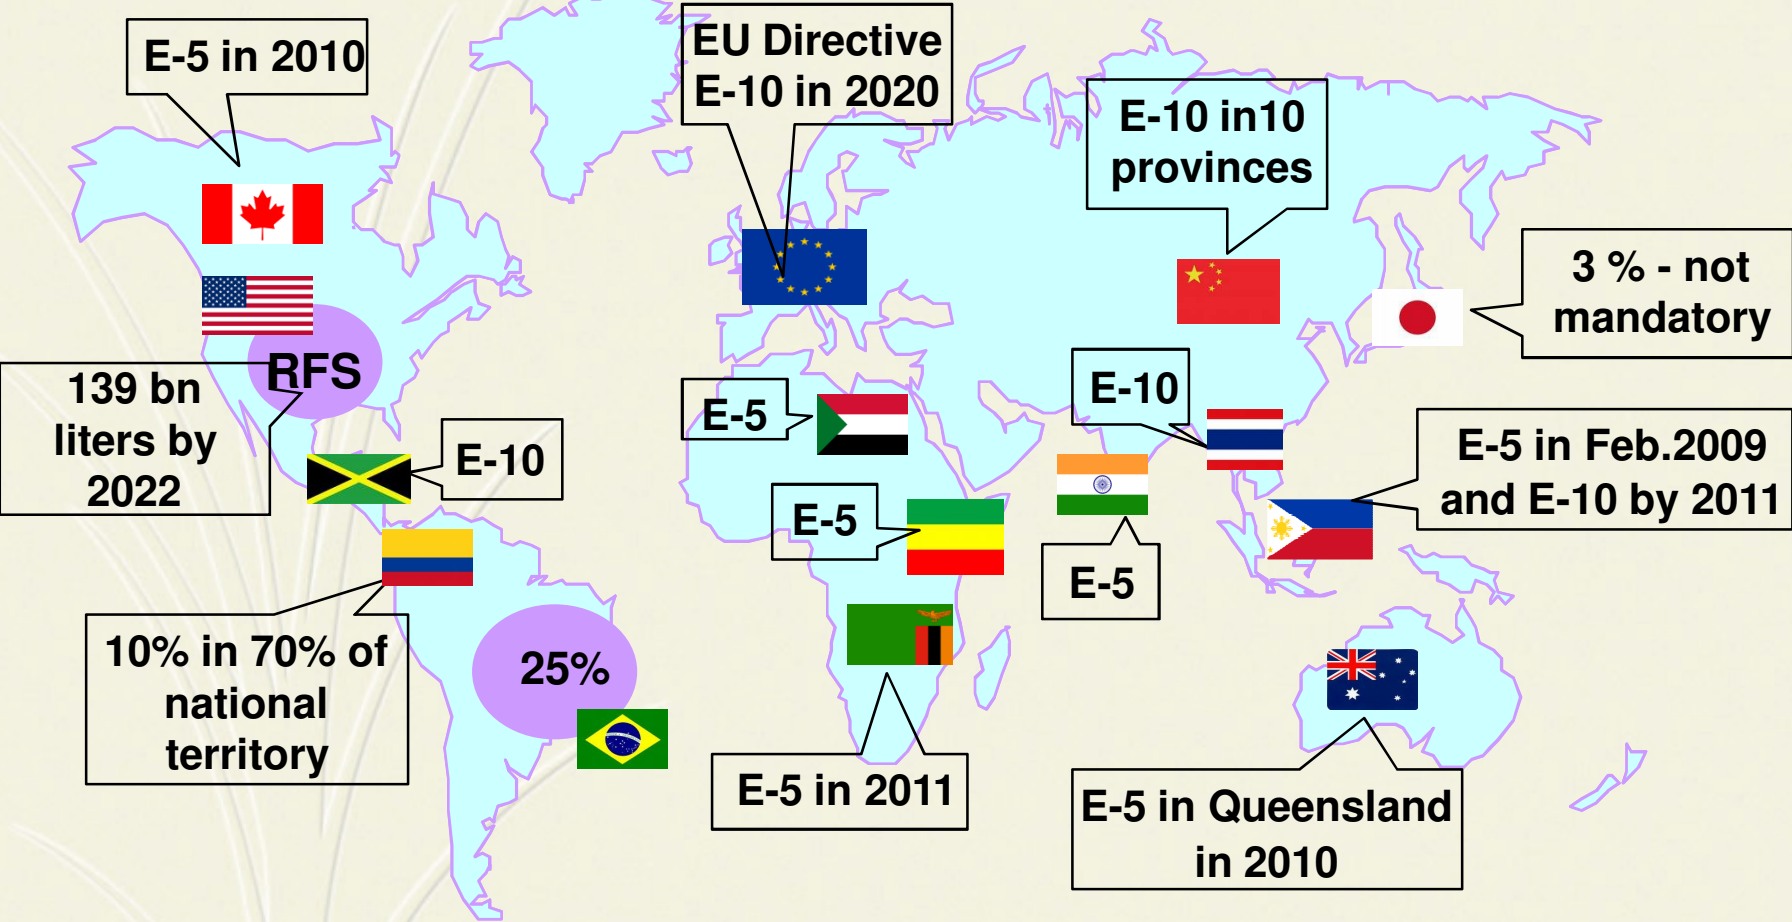 E-5 in 2010
EU Directive
E-10 in 2020
E-10 in10
provinces
3 % - not
mandatory
RFS
139 bn
liters by
2022
E-10
E-5
E-10
E-5 in Feb.2009
and E-10 by 2011
E-5
E-5
10% in 70% of
national
territory
25%
E-5 in 2011
E-5 in Queensland
in 2010